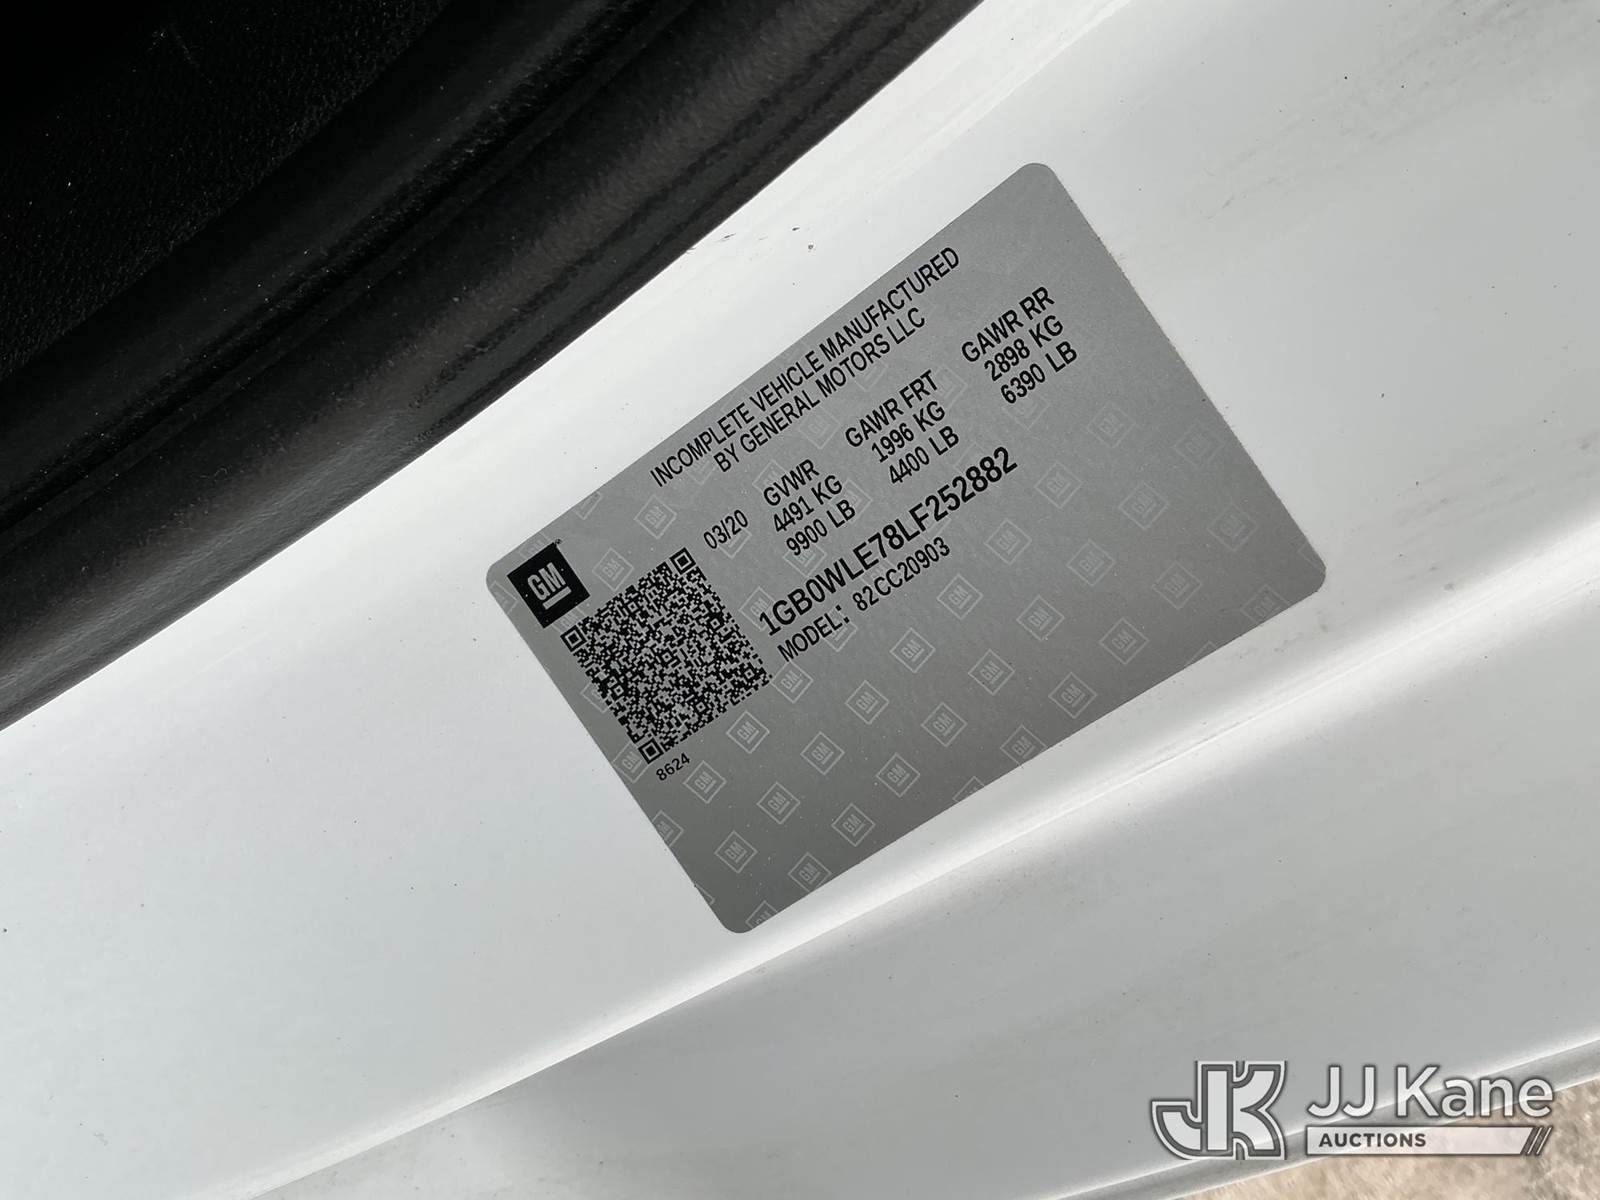 INCOMPLETE VEHICLE MANUFACTURED
BY GENERAL MOTORS LLC
GM
03/20
GVWR
4491 KG
9900 LB
GAWR FRT
1996 KG
4400 LB
GAWR RR
2898 KG
6390 LB
1GB0WLE78LF252882
MODEL: 82CC20903
8624
JK
JJ Kane
AUCTIONS